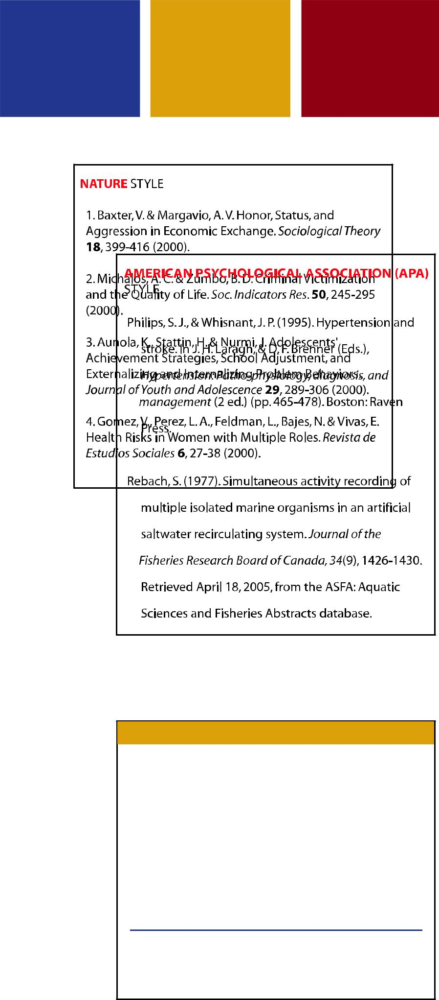 NATURE STYLE
1. Baxter, V. & Margavio, A. V. Honor, Status, and
Aggression in Economic Exchange. Sociological Theory
18, 399-416 (2000).
2. Michalos, A. C. & Zumbo, B. D. Criminal Victimization
and the Quality of Life. Soc. Indicators Res. 50, 245-295
(2000).
3. Aunola, K., Stattin, H. & Nurmi, J. Adolescents'
Achievement Strategies, School Adjustment, and
Externalizing and Internalizing Problem Behaviors.
Journal of Youth and Adolescence 29, 289-306 (2000).
4. Gomez, V., Perez, L. A., Feldman, L., Bajes, N. & Vivas, E.
Health Risks in Women with Multiple Roles. Revista de
Estudios Sociales 6, 27-38 (2000).
AMERICAN PSYCHOLOGICAL ASSOCIATION (APA)
STYLE
Philips, S. J., & Whisnant, J. P. (1995). Hypertension and
stroke. In J. H. Laragh, & D. F. Brenner (Eds.),
Hypertension: Patho-physiology, diagnosis, and
management (2 ed.) (pp. 465-478). Boston: Raven
Press.
Rebach, S. (1977). Simultaneous activity recording of
multiple isolated marine organisms in an artificial
saltwater recirculating system. Journal of the
Fisheries Research Board of Canada, 34(9), 1426-1430.
Retrieved April 18, 2005, from the ASFA: Aquatic
Sciences and Fisheries Abstracts database.